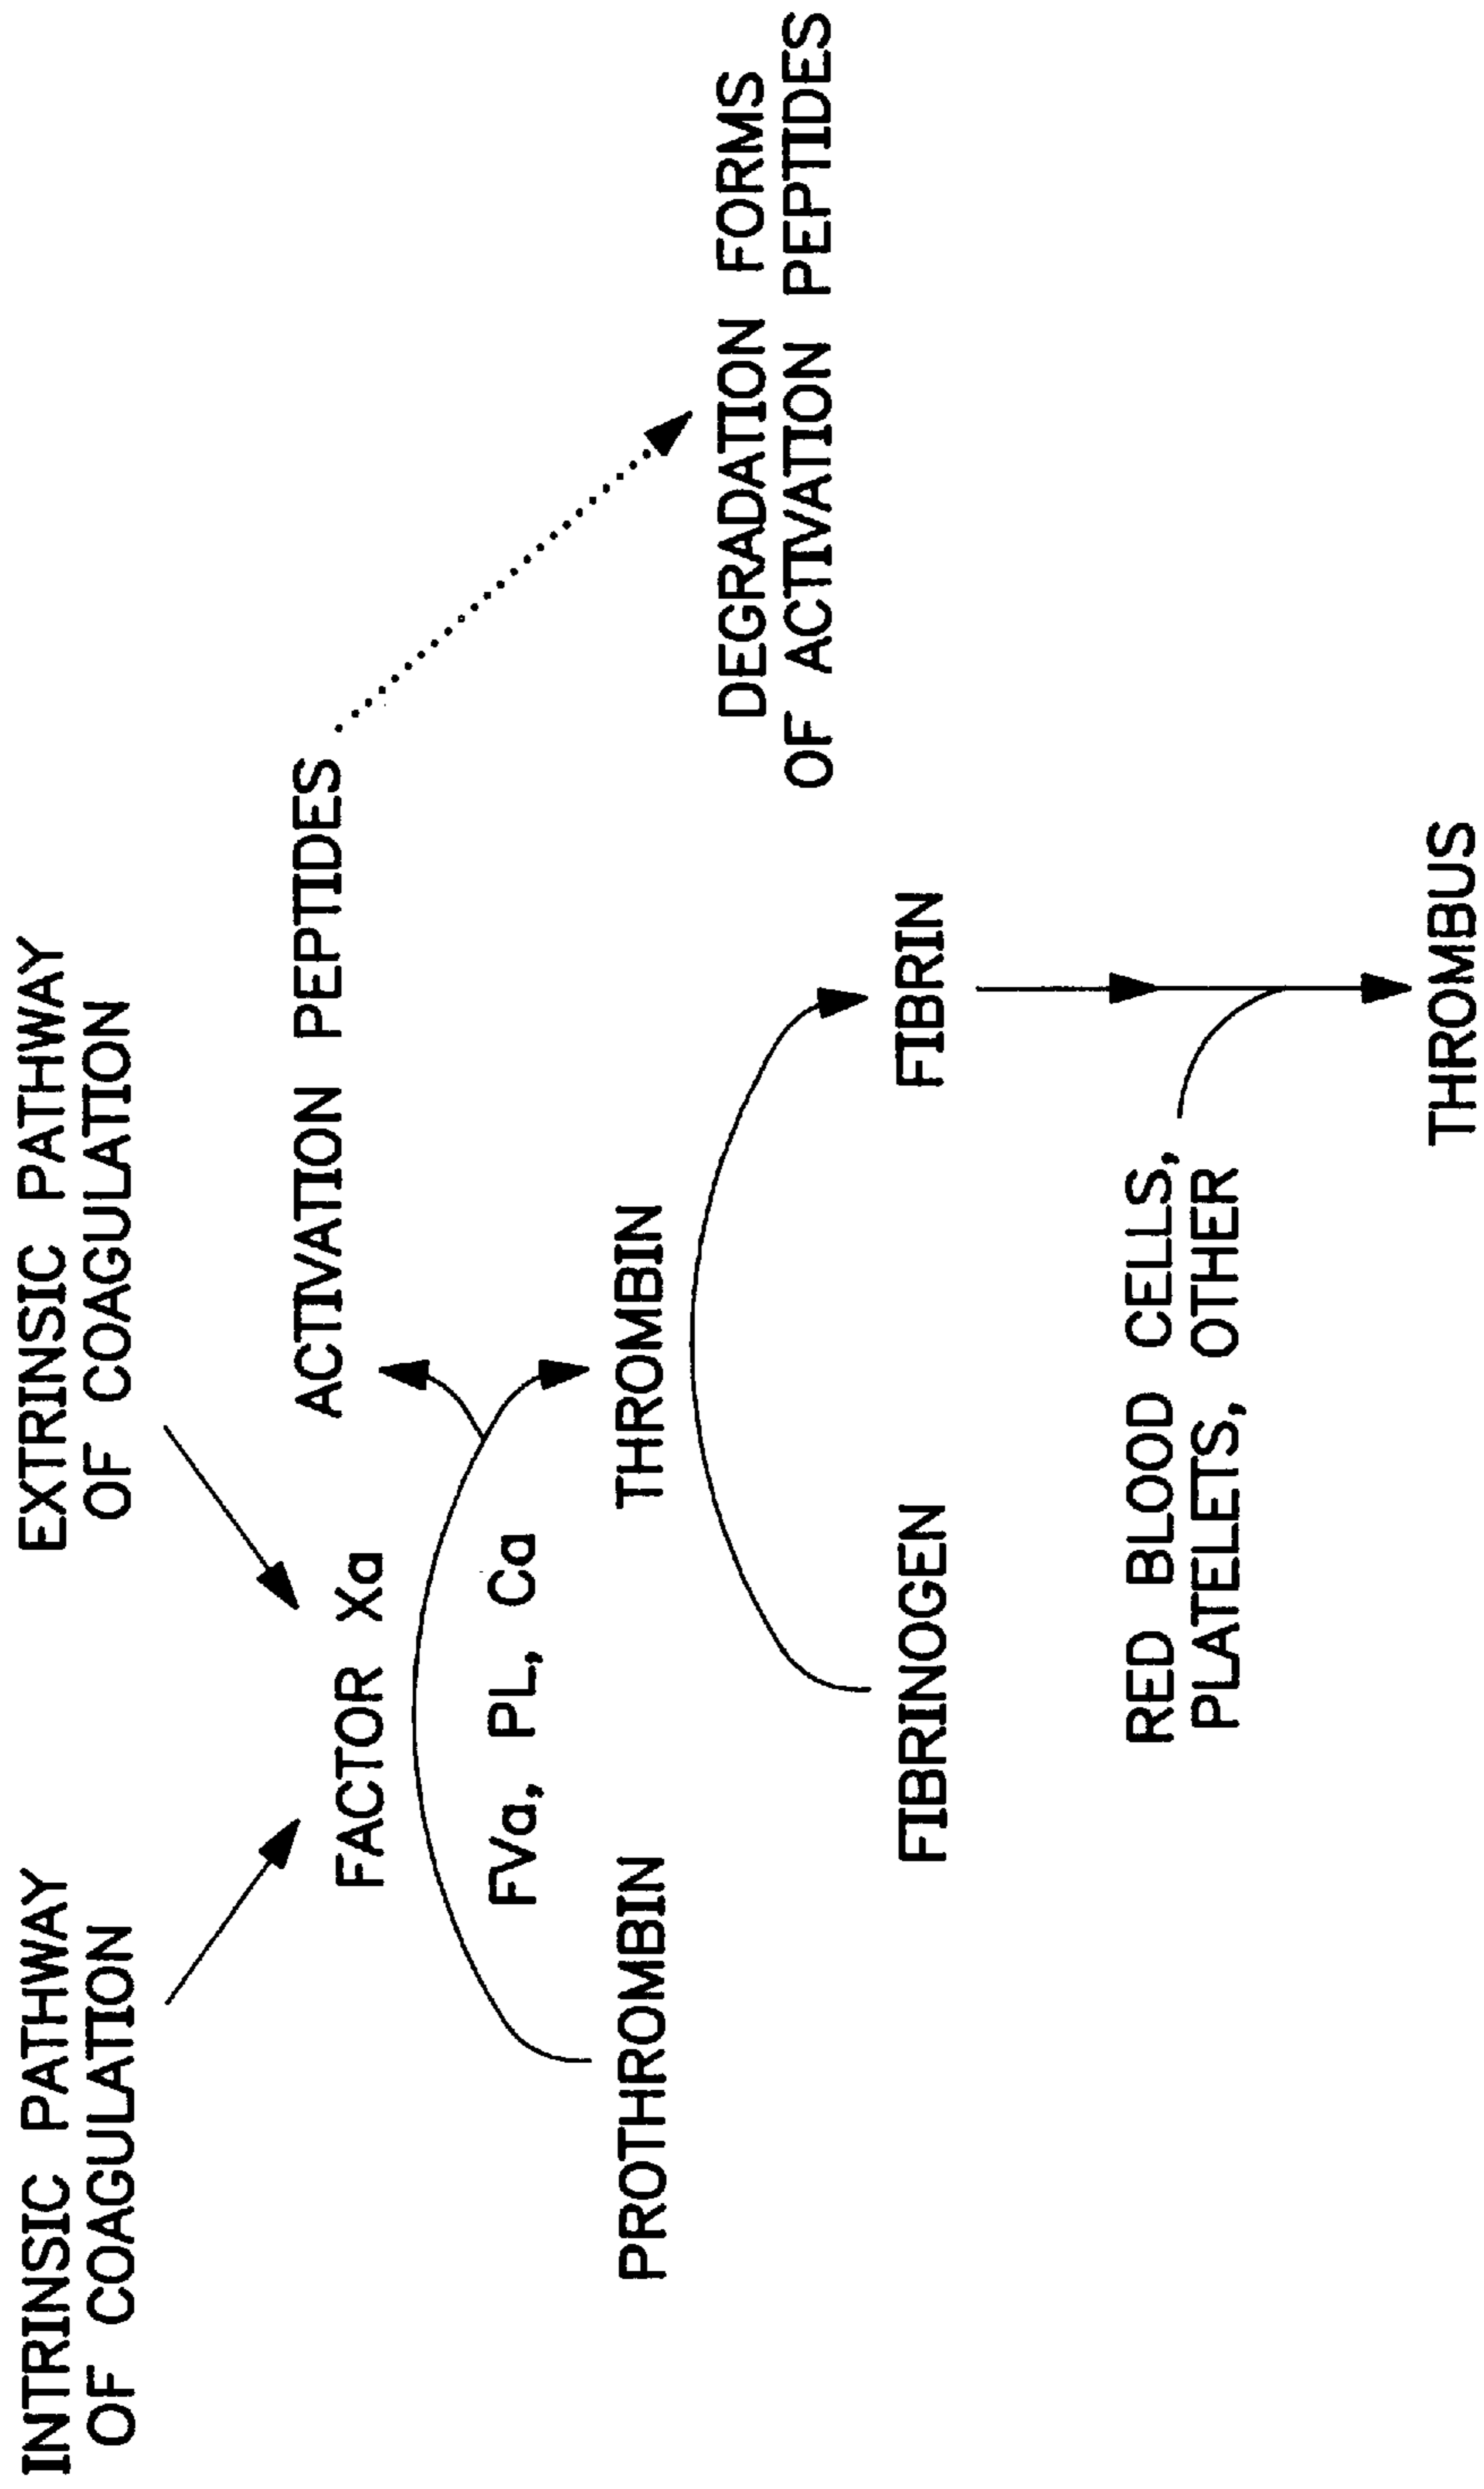 INTRINSIC PATHWAY
OF COAGULATION
EXTRINSIC PATHWAY
OF COAGULATION
FACTOR Xa
ACTIVATION PEPTIDES
FVa, PL, Ca
PROTHROMBIN
THROMBIN
DEGRADATION FORMS
OF ACTIVATION PEPTIDES
FIBRINOGEN
FIBRIN
RED BLOOD CELLS,
PLATELETS, OTHER
THROMBUS